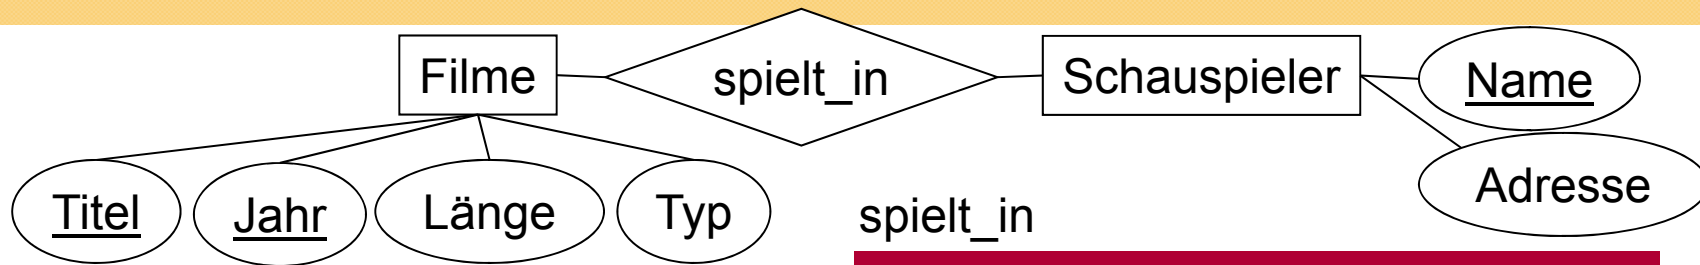 Filme spielt_in Schauspieler Name
Titel Jahr Länge Typ Adresse
spielt_in